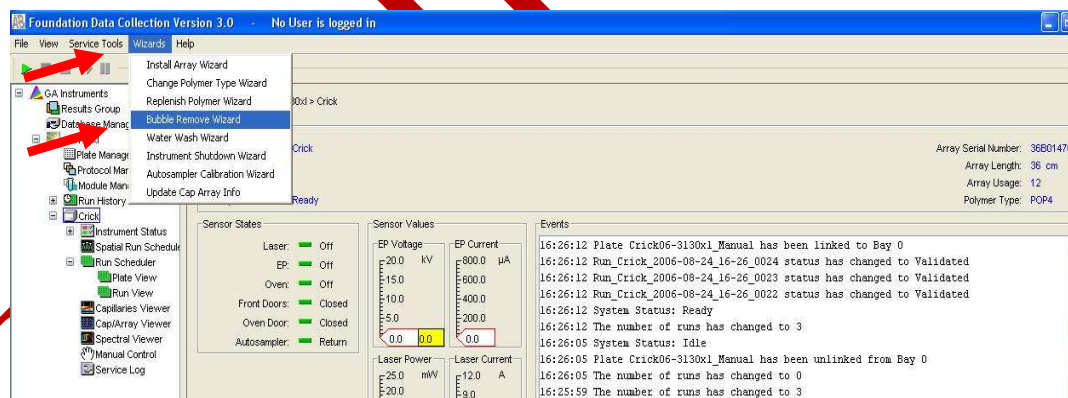 Foundation Data Collection Version 3.0 - No User is logged in
File View Service Tools Wizards Help
Install Array Wizard
Change Polymer Type Wizard
Replenish Polymer Wizard
Bubble Remove Wizard
Water Wash Wizard
Instrument Shutdown Wizard
Autosampler Calibration Wizard
Update Cap Array Info
GA Instruments
Results Group
Database Manag
Plate Manage
Protocol Mar
Module Man
Run History
Crick
Instrument Status
Spatial Run Schedule
Run Scheduler
Plate View
Run View
Capillaries Viewer
Cap/Array Viewer
Spectral Viewer
Manual Control
Service Log
> Crick
Crick
Ready
Array Serial Number: 36B0147
Array Length: 36 cm
Array Usage: 12
Polymer Type: POP4
Sensor States
Laser: Off
EP: Off
Oven: Off
Front Doors: Closed
Oven Door: Closed
Autosampler: Return
Sensor Values
EP Voltage
20.0 kV
15.0
10.0
5.0
0.0 0.0
EP Current
800.0 µA
600.0
400.0
200.0
0.0
Laser Power
25.0 mW
20.0
Laser Current
12.0 A
9.0
Events
16:26:12 Plate Crick06-3130xl_Manual has been linked to Bay 0
16:26:12 Run_Crick_2006-08-24_16-26_0024 status has changed to Validated
16:26:12 Run_Crick_2006-08-24_16-26_0023 status has changed to Validated
16:26:12 Run_Crick_2006-08-24_16-26_0022 status has changed to Validated
16:26:12 System Status: Ready
16:26:12 The number of runs has changed to 3
16:26:05 System Status: Idle
16:26:05 Plate Crick06-3130xl_Manual has been unlinked from Bay 0
16:26:05 The number of runs has changed to 0
16:25:59 The number of runs has changed to 3